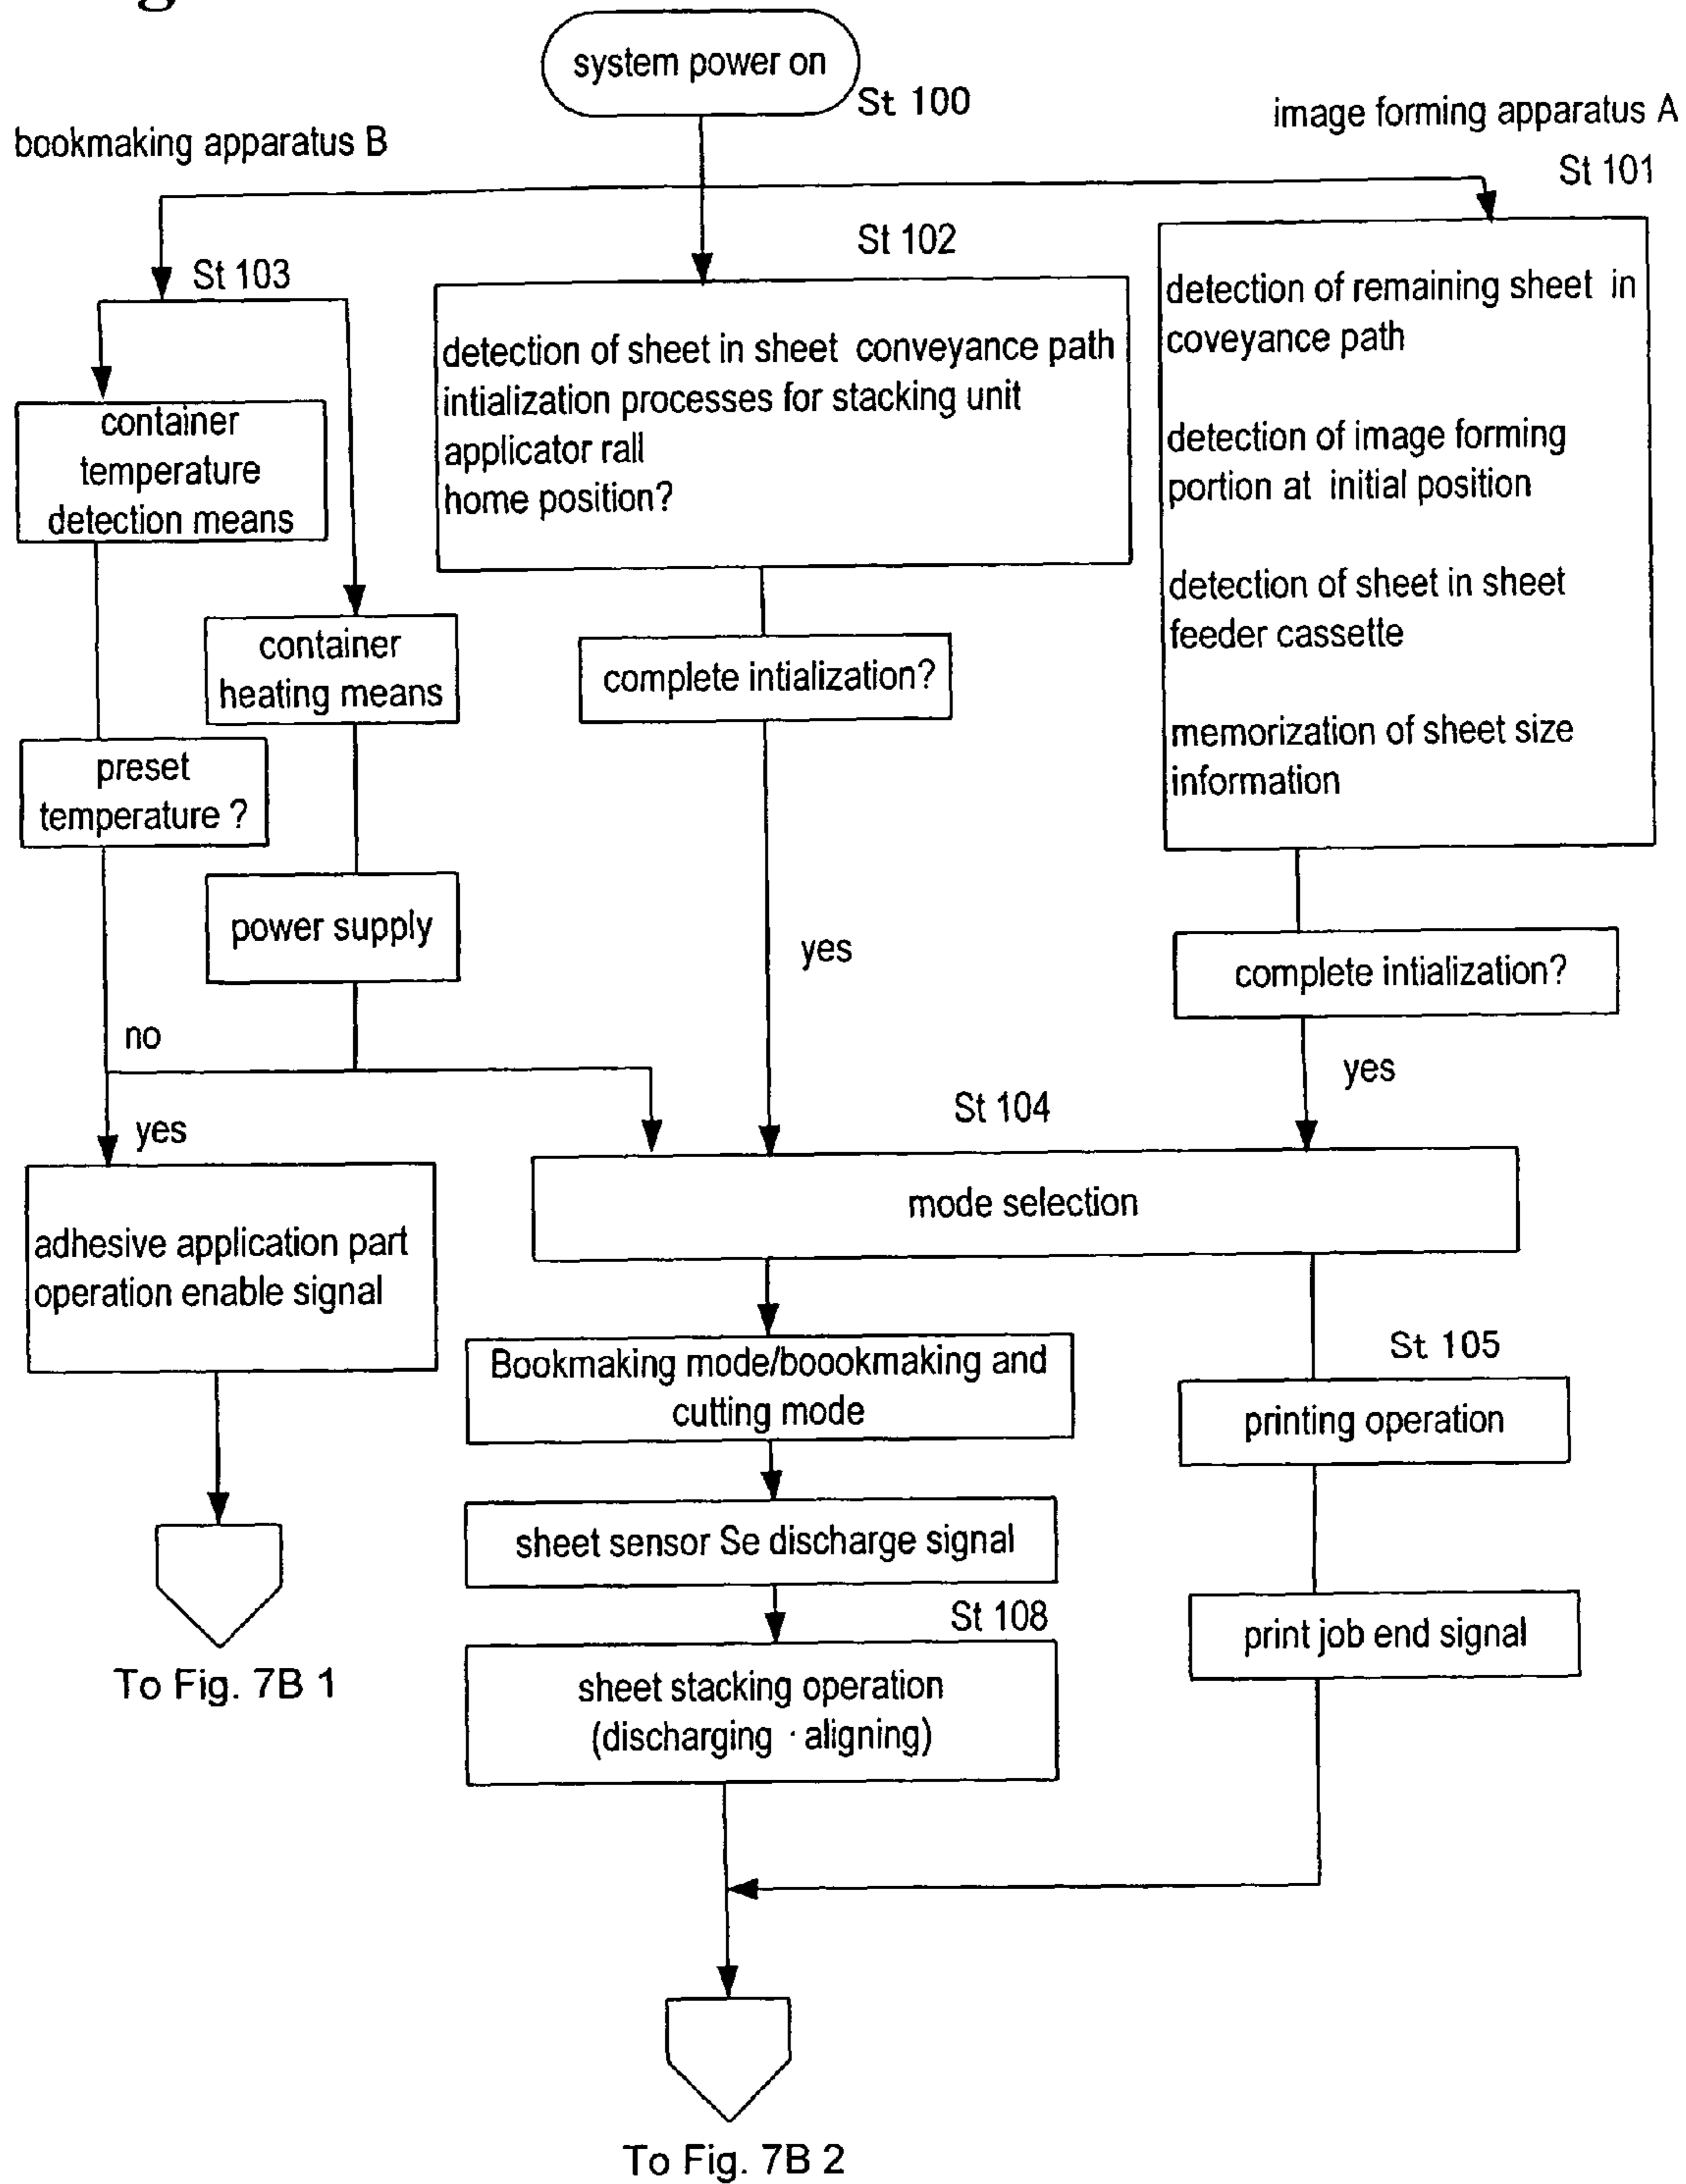 system power on
St 100
bookmaking apparatus B
image forming apparatus A
St 101
St 103
St 102
container
temperature
detection means
detection of sheet in sheet conveyance path
intialization processes for stacking unit
applicator rall
home position?
detection of remaining sheet in
coveyance path
detection of image forming
portion at initial position
detection of sheet in sheet
feeder cassette
memorization of sheet size
information
container
heating means
complete intialization?
preset
temperature ?
power supply
yes
complete intialization?
no
yes
yes
St 104
mode selection
adhesive application part
operation enable signal
Bookmaking mode/boookmaking and
cutting mode
St 105
printing operation
sheet sensor Se discharge signal
St 108
print job end signal
sheet stacking operation
(discharging · aligning)
To Fig. 7B 1
To Fig. 7B 2